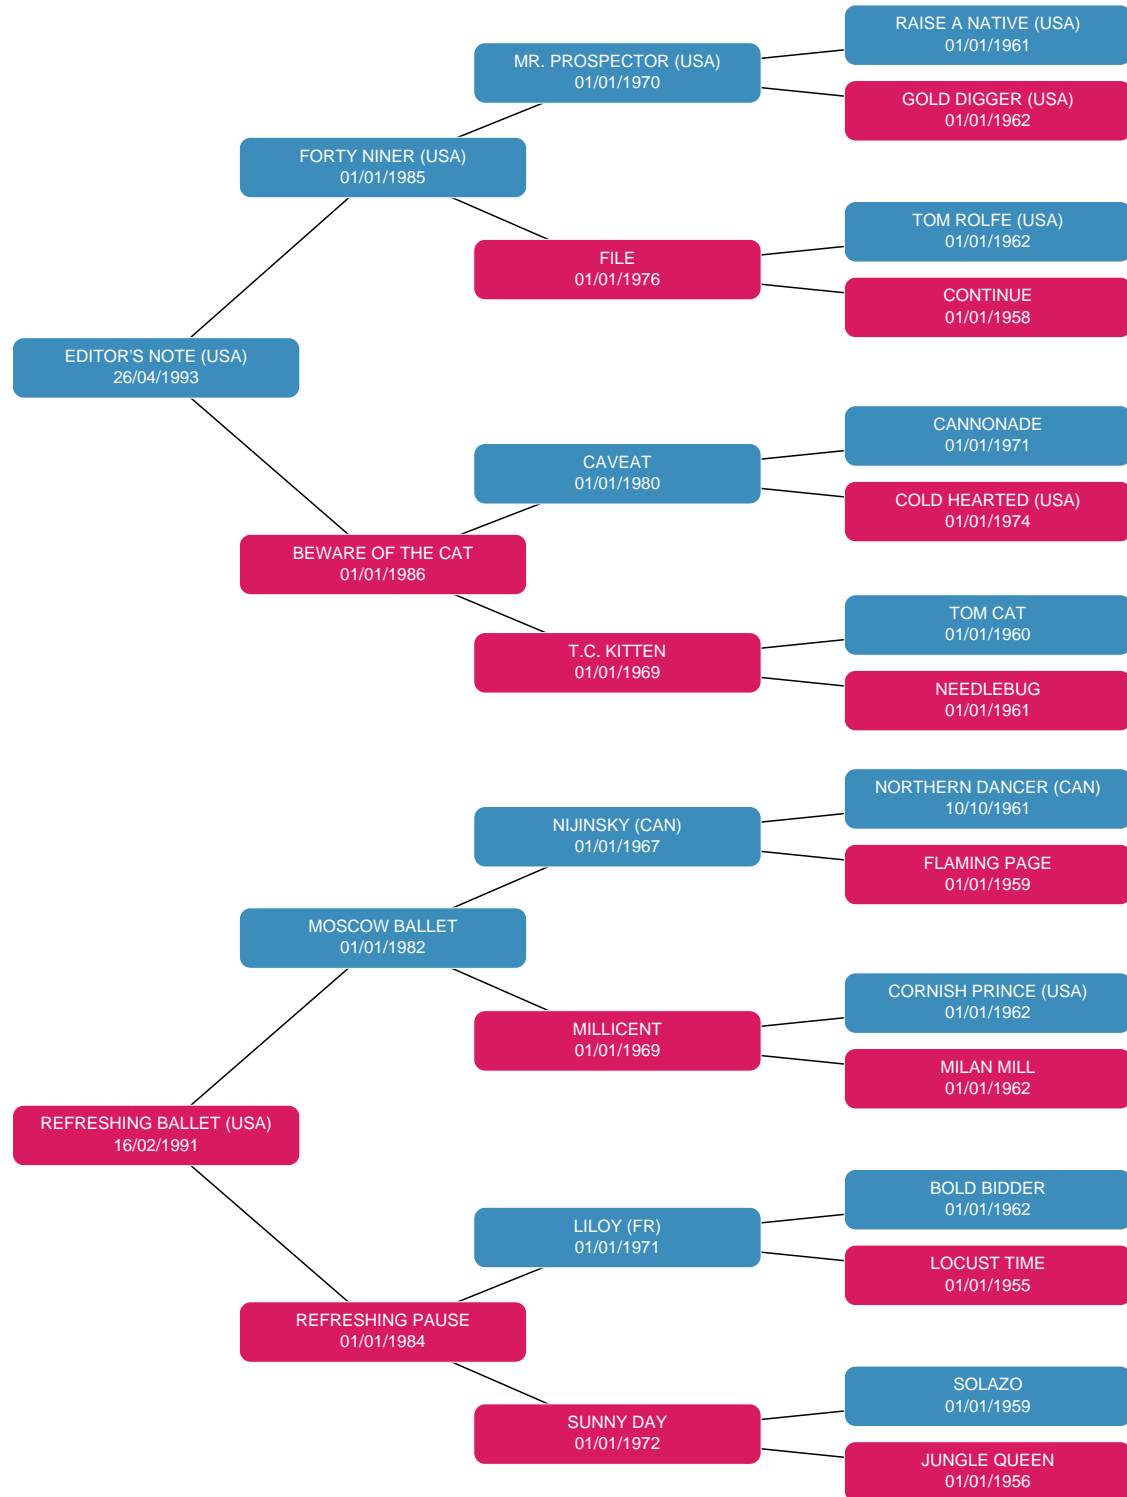 RAISE A NATIVE (USA)
01/01/1961
MR. PROSPECTOR (USA)
01/01/1970
GOLD DIGGER (USA)
01/01/1962
FORTY NINER (USA)
01/01/1985
TOM ROLFE (USA)
01/01/1962
FILE
01/01/1976
CONTINUE
01/01/1958
EDITOR'S NOTE (USA)
26/04/1993
CANNONADE
01/01/1971
CAVEAT
01/01/1980
COLD HEARTED (USA)
01/01/1974
BEWARE OF THE CAT
01/01/1986
TOM CAT
01/01/1960
T.C. KITTEN
01/01/1969
NEEDLEBUG
01/01/1961
NORTHERN DANCER (CAN)
10/10/1961
NIJINSKY (CAN)
01/01/1967
FLAMING PAGE
01/01/1959
MOSCOW BALLET
01/01/1982
CORNISH PRINCE (USA)
01/01/1962
MILLICENT
01/01/1969
MILAN MILL
01/01/1962
REFRESHING BALLET (USA)
16/02/1991
BOLD BIDDER
01/01/1962
LILOY (FR)
01/01/1971
LOCUST TIME
01/01/1955
REFRESHING PAUSE
01/01/1984
SOLAZO
01/01/1959
SUNNY DAY
01/01/1972
JUNGLE QUEEN
01/01/1956